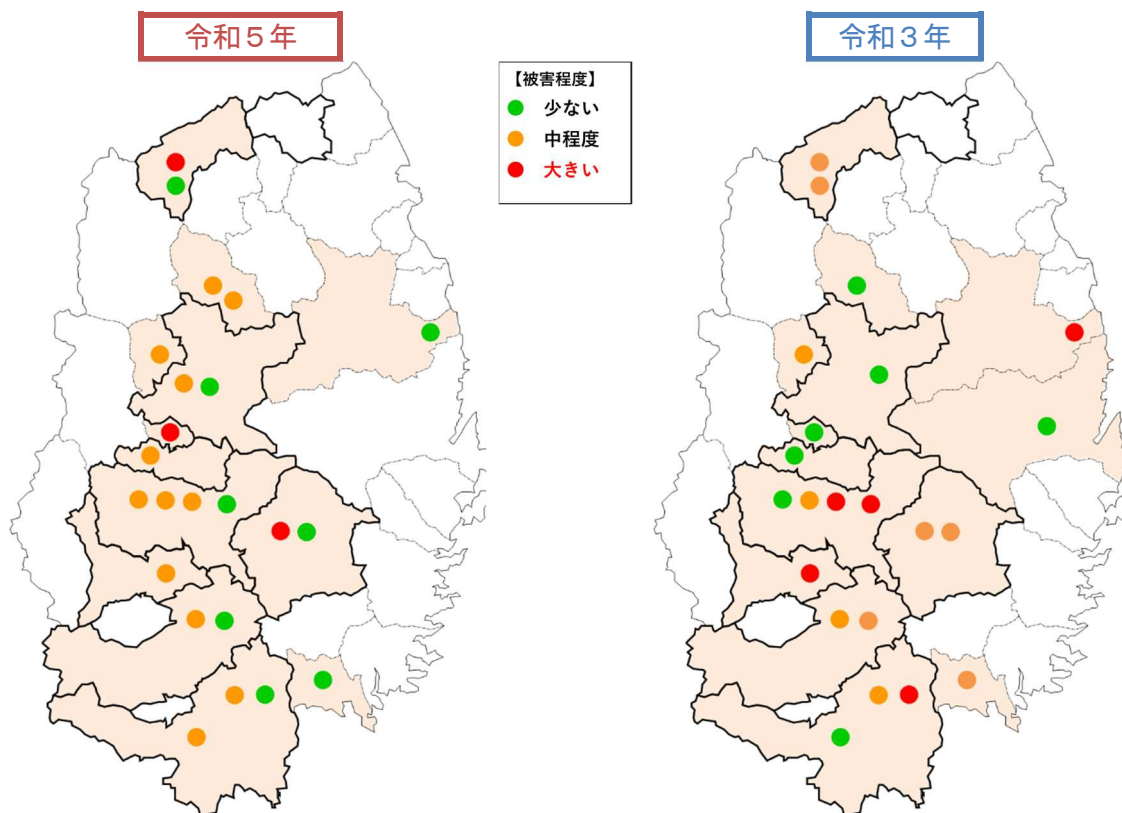 令和５年
令和３年
【被害程度】
少ない
中程度
大きい